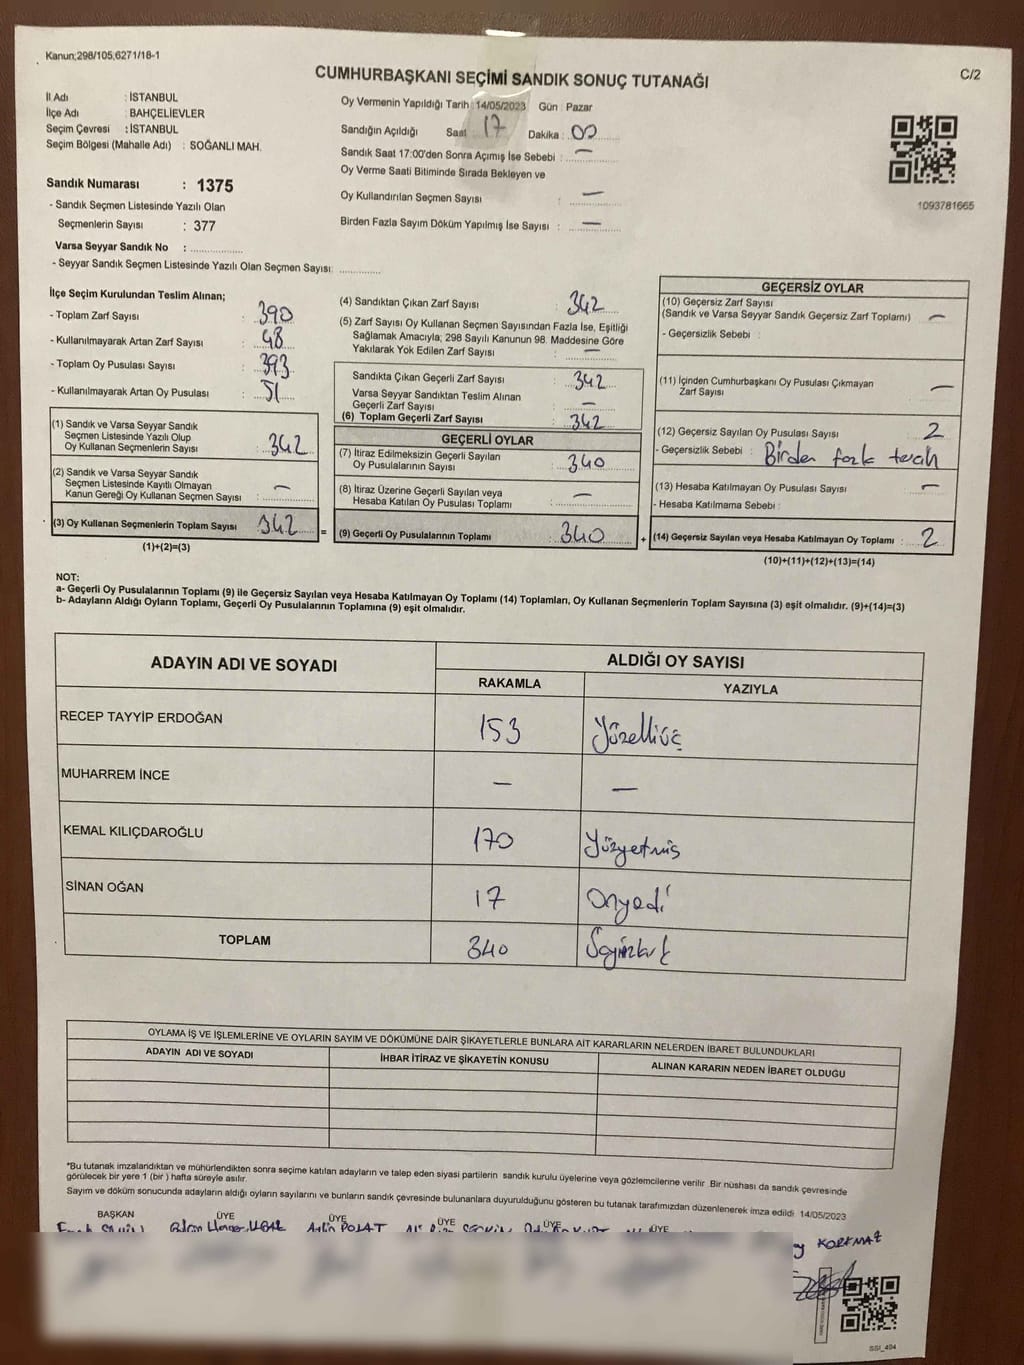 Kanun;298/105,6271/18-1
CUMHURBAŞKANI SEÇİMİ SANDIK SONUÇ TUTANAĞI
C/2
İl Adı : İSTANBUL
İlçe Adı : BAHÇELİEVLER
Seçim Çevresi : İSTANBUL
Seçim Bölgesi (Mahalle Adı) : SOĞANLI MAH.
Sandık Numarası : 1375
- Sandık Seçmen Listesinde Yazılı Olan
Seçmenlerin Sayısı : 377
Varsa Seyyar Sandık No :
- Seyyar Sandık Seçmen Listesinde Yazılı Olan Seçmen Sayısı:
Oy Vermenin Yapıldığı Tarih : 14/05/2023 Gün : Pazar
Sandığın Açıldığı Saat : 17 Dakika : 00
Sandık Saat 17:00'den Sonra Açımış İse Sebebi : —
Oy Verme Saati Bitiminde Sırada Bekleyen ve
Oy Kullandırılan Seçmen Sayısı : —
Birden Fazla Sayım Döküm Yapılmış İse Sayısı : —
1093781665
İlçe Seçim Kurulundan Teslim Alınan;
- Toplam Zarf Sayısı : 390
- Kullanılmayarak Artan Zarf Sayısı : 48
- Toplam Oy Pusulası Sayısı : 393
- Kullanılmayarak Artan Oy Pusulası : 51
(1) Sandık ve Varsa Seyyar Sandık
Seçmen Listesinde Yazılı Olup
Oy Kullanan Seçmenlerin Sayısı : 342
(2) Sandık ve Varsa Seyyar Sandık
Seçmen Listesinde Kayıtlı Olmayan
Kanun Gereği Oy Kullanan Seçmen Sayısı : —
(3) Oy Kullanan Seçmenlerin Toplam Sayısı : 342 =
(1)+(2)=(3)
(4) Sandıktan Çıkan Zarf Sayısı : 342
(5) Zarf Sayısı Oy Kullanan Seçmen Sayısından Fazla İse, Eşitliği
Sağlamak Amacıyla; 298 Sayılı Kanunun 98. Maddesine Göre
Yakılarak Yok Edilen Zarf Sayısı : —
Sandıkta Çıkan Geçerli Zarf Sayısı : 342
Varsa Seyyar Sandıktan Teslim Alınan
Geçerli Zarf Sayısı : —
(6) Toplam Geçerli Zarf Sayısı : 342
GEÇERLİ OYLAR
(7) İtiraz Edilmeksizin Geçerli Sayılan
Oy Pusulalarının Sayısı : 340
(8) İtiraz Üzerine Geçerli Sayılan veya
Hesaba Katılan Oy Pusulası Toplamı : —
(9) Geçerli Oy Pusulalarının Toplamı : 340 +
GEÇERSİZ OYLAR
(10) Geçersiz Zarf Sayısı
(Sandık ve Varsa Seyyar Sandık Geçersiz Zarf Toplamı) : —
- Geçersizlik Sebebi :
(11) İçinden Cumhurbaşkanı Oy Pusulası Çıkmayan
Zarf Sayısı : —
(12) Geçersiz Sayılan Oy Pusulası Sayısı : 2
- Geçersizlik Sebebi : Birden fazla tercih
(13) Hesaba Katılmayan Oy Pusulası Sayısı : —
- Hesaba Katılmama Sebebi :
(14) Geçersiz Sayılan veya Hesaba Katılmayan Oy Toplamı : 2
(10)+(11)+(12)+(13)=(14)
NOT:
a- Geçerli Oy Pusulalarının Toplamı (9) ile Geçersiz Sayılan veya Hesaba Katılmayan Oy Toplamı (14) Toplamları, Oy Kullanan Seçmenlerin Toplam Sayısına (3) eşit olmalıdır. (9)+(14)=(3)
b- Adayların Aldığı Oyların Toplamı, Geçerli Oy Pusulalarının Toplamına (9) eşit olmalıdır.
ADAYIN ADI VE SOYADI
ALDIĞI OY SAYISI
RAKAMLA YAZIYLA
RECEP TAYYİP ERDOĞAN 153 Yüzelliüç
MUHARREM İNCE — —
KEMAL KILIÇDAROĞLU 170 Yüzyetmiş
SİNAN OĞAN 17 Onyedi
TOPLAM 340
OYLAMA İŞ VE İŞLEMLERİNE VE OYLARIN SAYIM VE DÖKÜMÜNE DAİR ŞİKAYETLERLE BUNLARA AİT KARARLARIN NELERDEN İBARET BULUNDUKLARI
ADAYIN ADI VE SOYADI İHBAR İTİRAZ VE ŞİKAYETİN KONUSU ALINAN KARARIN NEDEN İBARET OLDUĞU
*Bu tutanak imzalandıktan ve mühürlendikten sonra seçime katılan adayların ve talep eden siyasi partilerin sandık kurulu üyelerine veya gözlemcilerine verilir. Bir nüshası da sandık çevresinde
görülecek bir yere 1 (bir ) hafta süreyle asılır.
Sayım ve döküm sonucunda adayların aldığı oyların sayılarını ve bunların sandık çevresinde bulunanlara duyurulduğunu gösteren bu tutanak tarafımızdan düzenlenerek imza edildi. 14/05/2023
BAŞKAN ÜYE ÜYE ÜYE ÜYE ÜYE
Aylin POLAT
KORKMAZ
SSI_494